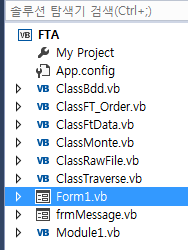 솔루션 탐색기 검색(Ctrl+;)
VB FTA
My Project
App.config
VB ClassBdd.vb
VB ClassFT_Order.vb
VB ClassFtData.vb
VB ClassMonte.vb
VB ClassRawFile.vb
VB ClassTraverse.vb
Form1.vb
frmMessage.vb
VB Module1.vb